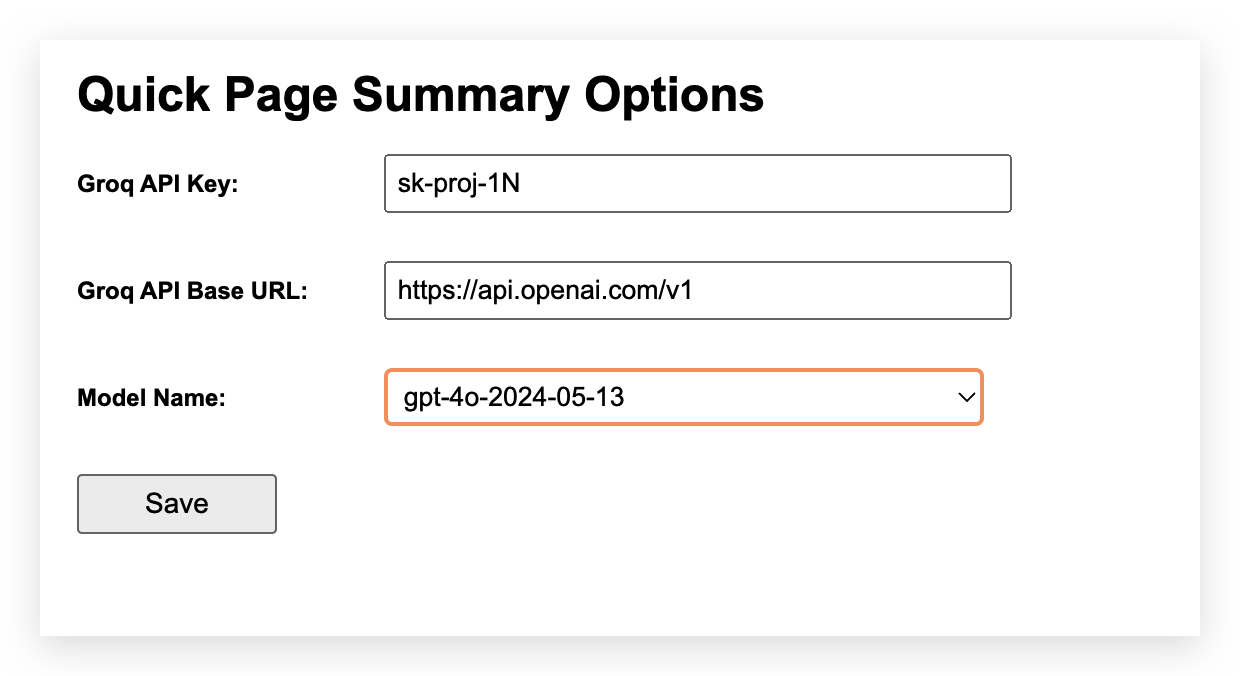 Quick Page Summary Options
Groq API Key: sk-proj-1N
Groq API Base URL: https://api.openai.com/v1
Model Name: gpt-4o-2024-05-13
Save